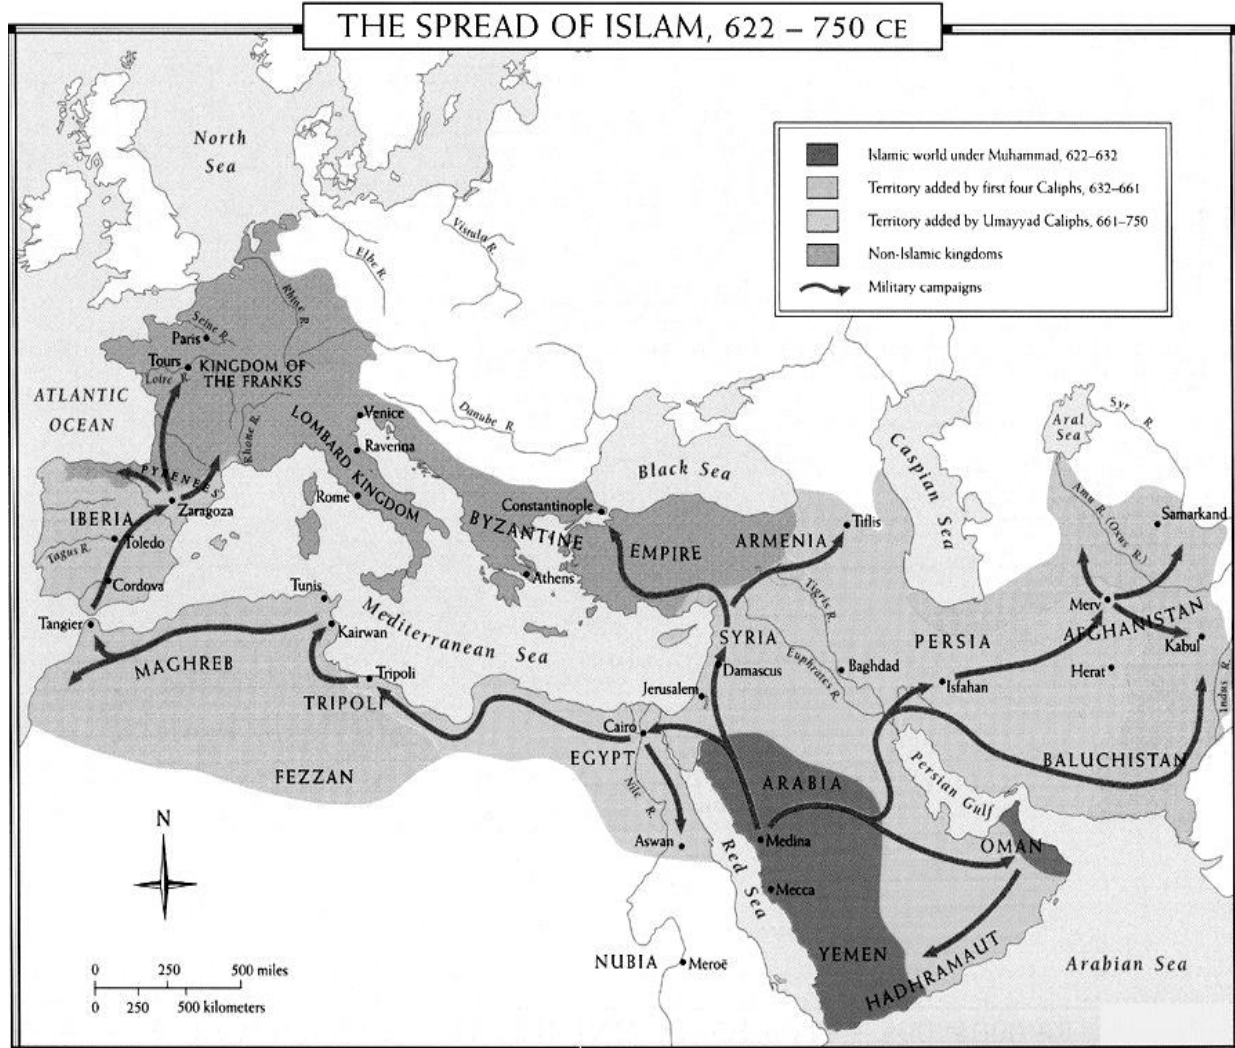 THE SPREAD OF ISLAM, 622 – 750 CE
Islamic world under Muhammad, 622–632
Territory added by first four Caliphs, 632–661
Territory added by Umayyad Caliphs, 661–750
Non-Islamic kingdoms
Military campaigns
North
Sea
Vistula R.
Elbe R.
Rhine R.
Seine R.
Paris
Tours
Loire R.
KINGDOM OF
THE FRANKS
ATLANTIC
OCEAN
Rhone R.
LOMBARD KINGDOM
Venice
Ravenna
Danube R.
Black Sea
Caspian Sea
Aral
Sea
Syr R.
Amu R. (Oxus R.)
Samarkand
PYRENEES
Zaragoza
IBERIA
Tagus R.
Toledo
Cordova
Rome
Constantinople
BYZANTINE
EMPIRE
ARMENIA
Tiflis
Athens
Tunis
Tangier
Kairwan
Mediterranean Sea
MAGHREB
Tripoli
TRIPOLI
FEZZAN
SYRIA
Damascus
Jerusalem
Tigris R.
Euphrates R.
Baghdad
PERSIA
Isfahan
Merv
AFGHANISTAN
Kabul
Herat
Indus R.
BALUCHISTAN
Cairo
EGYPT
Nile R.
Aswan
ARABIA
Medina
Mecca
Red Sea
Persian Gulf
OMAN
YEMEN
HADHRAMAUT
NUBIA
Meroë
Arabian Sea
N
0 250 500 miles
0 250 500 kilometers